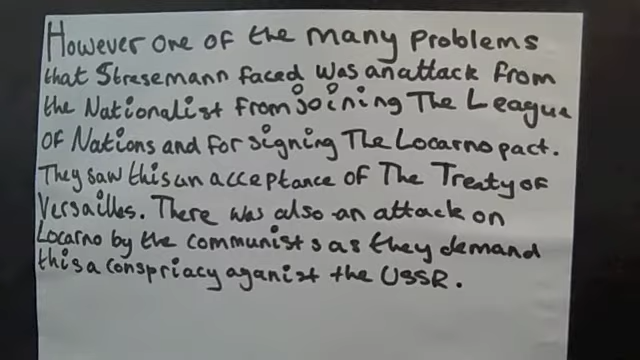 However one of the many Problems
that Stresemann faced was an attack from
the Nationalist from joining The League
of Nations and for signing The Locarno pact.
They saw this an acceptance of The Treaty of
Versailles. There was also an attack on
Locarno by the communists as they demand
this a conspriacy aganist the USSR.